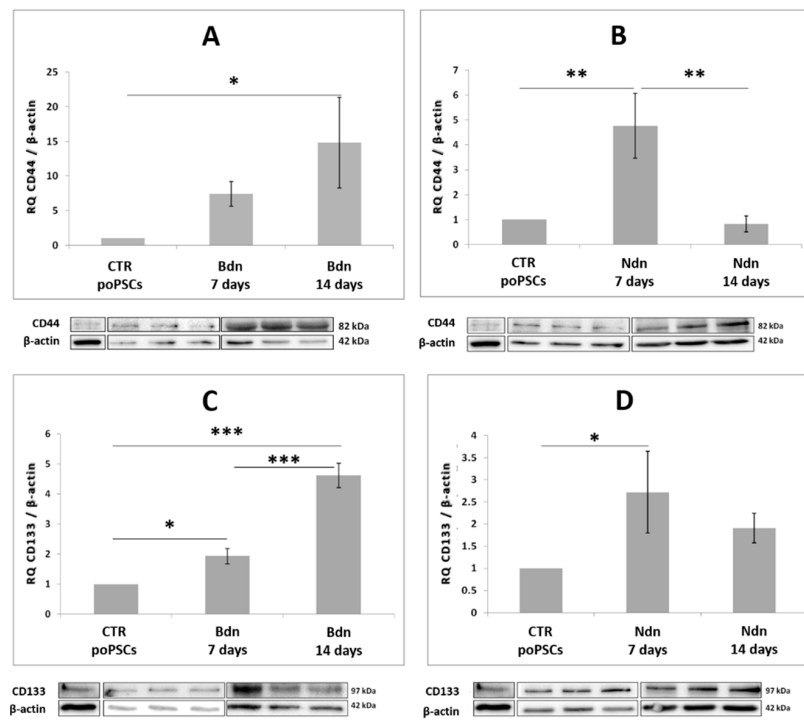 A
RQ CD44 / β-actin
25
20
15
10
5
0
*
CTR poPSCs
Bdn 7 days
Bdn 14 days
CD44
82 kDa
β-actin
42 kDa
B
RQ CD44 / β-actin
7
6
5
4
3
2
1
0
**
**
CTR poPSCs
Ndn 7 days
Ndn 14 days
CD44
82 kDa
β-actin
42 kDa
C
RQ CD133 / β-actin
6
5
4
3
2
1
0
***
***
*
CTR poPSCs
Bdn 7 days
Bdn 14 days
CD133
97 kDa
β-actin
42 kDa
D
RQ CD133 / β-actin
4
3.5
3
2.5
2
1.5
1
0.5
0
*
CTR poPSCs
Ndn 7 days
Ndn 14 days
CD133
97 kDa
β-actin
42 kDa